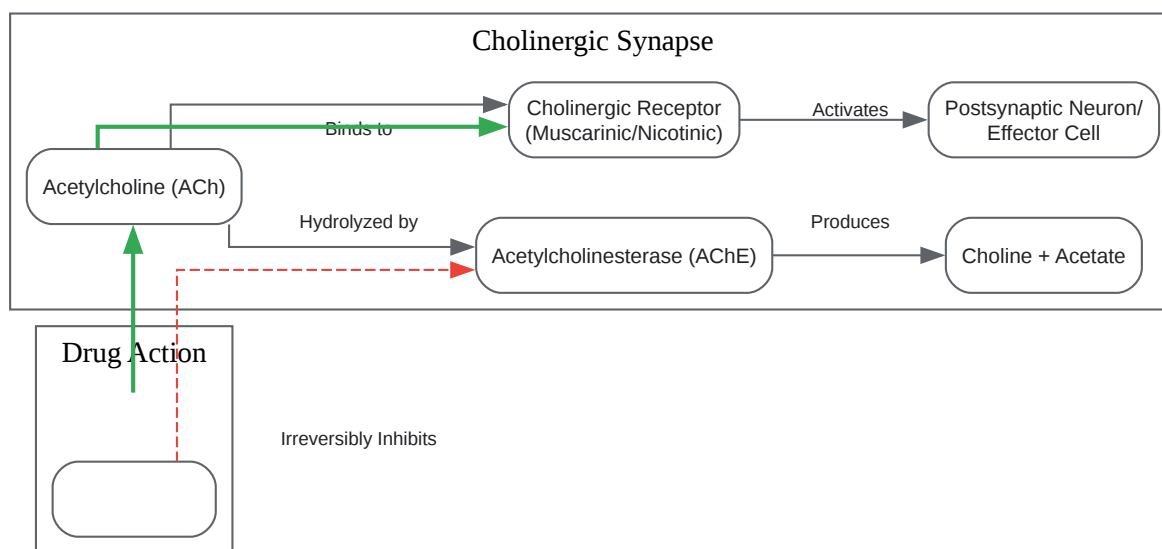 Cholinergic Synapse
Cholinergic Receptor
(Muscarinic/Nicotinic)
Activates
Postsynaptic Neuron/
Effector Cell
Binds to
Acetylcholine (ACh)
Hydrolyzed by
Acetylcholinesterase (AChE)
Produces
Choline + Acetate
Drug Action
Irreversibly Inhibits